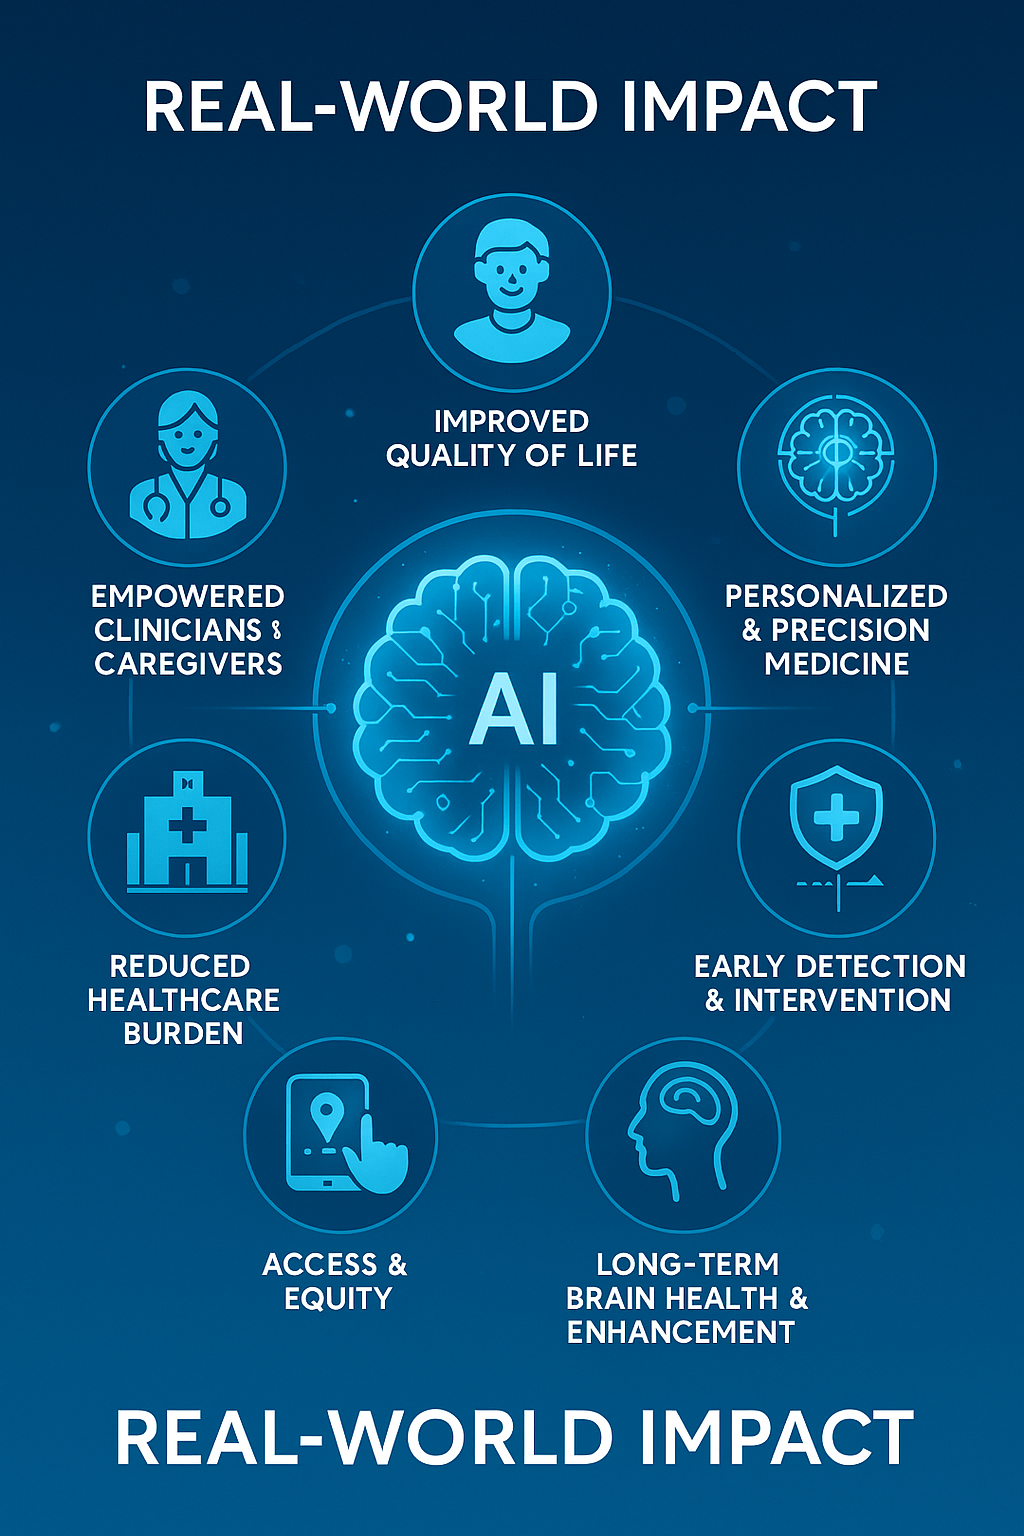 REAL-WORLD IMPACT
IMPROVED
QUALITY OF LIFE
EMPOWERED
CLINICIANS &
CAREGIVERS
PERSONALIZED
& PRECISION
MEDICINE
AI
REDUCED
HEALTHCARE
BURDEN
EARLY DETECTION
& INTERVENTION
ACCESS &
EQUITY
LONG-TERM
BRAIN HEALTH &
ENHANCEMENT
REAL-WORLD IMPACT